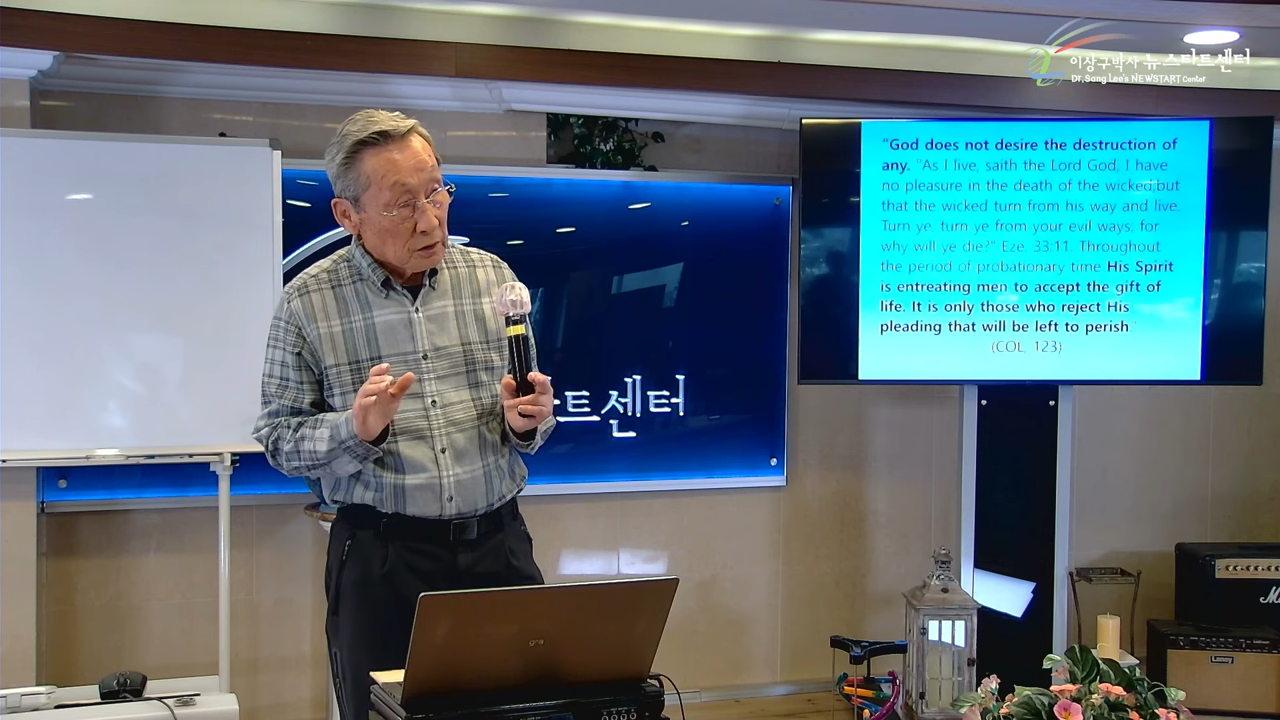 이상구박사 뉴스타트센터
Dr. Sang Lee's NEWSTART Center
"God does not desire the destruction of
any. "As I live, saith the Lord God, I have
no pleasure in the death of the wicked;but
that the wicked turn from his way and live.
Turn ye, turn ye from your evil ways; for
why will ye die?" Eze. 33:11. Throughout
the period of probationary time His Spirit
is entreating men to accept the gift of
life. It is only those who reject His
pleading that will be left to perish
(COL, 123)
트센터
gram
Laney